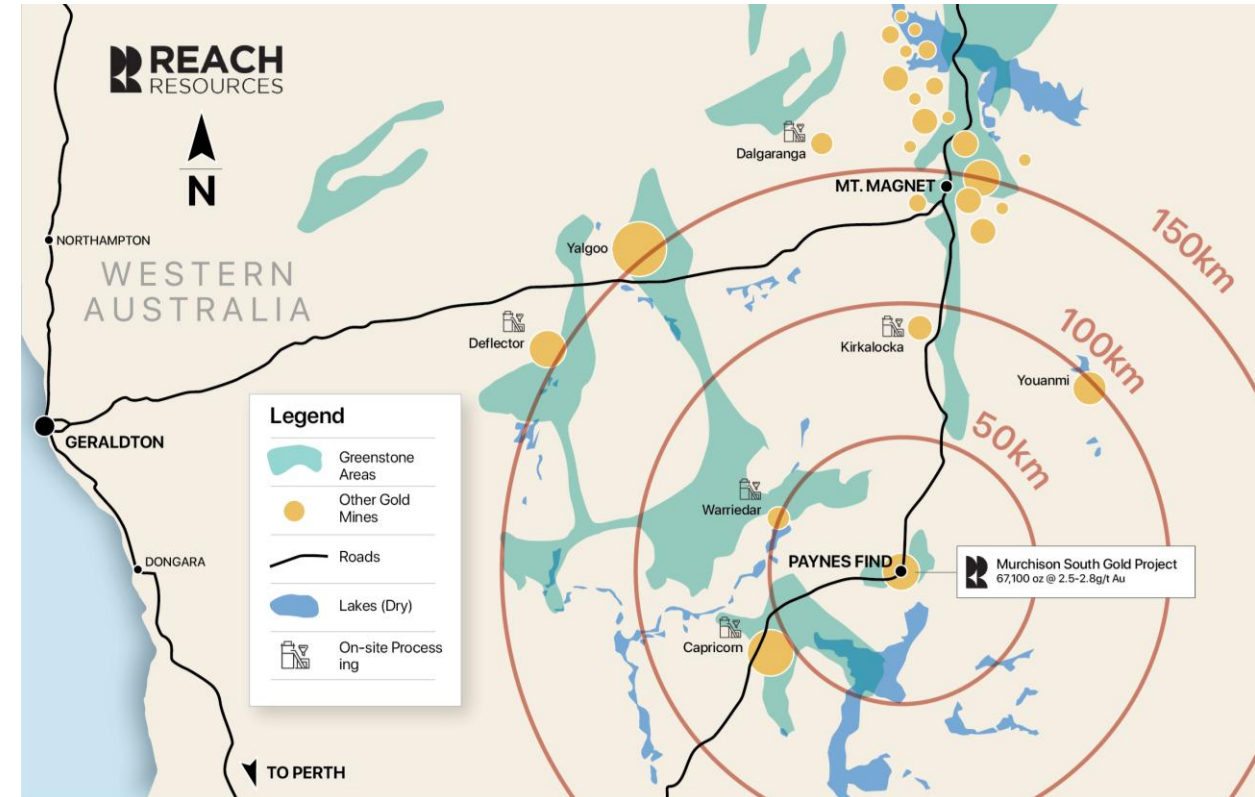 REACH
RESOURCES
N
NORTHAMPTON
WESTERN
AUSTRALIA
GERALDTON
DONGARA
TO PERTH
Dalgaranga
MT. MAGNET
Yalgoo
Deflector
Kirkalocka
Youanmi
Warriedar
PAYNES FIND
Capricorn
150km
100km
50km
Murchison South Gold Project
67,100 oz @ 2.5-2.8g/t Au
Legend
Greenstone
Areas
Other Gold
Mines
Roads
Lakes (Dry)
On-site Process
ing